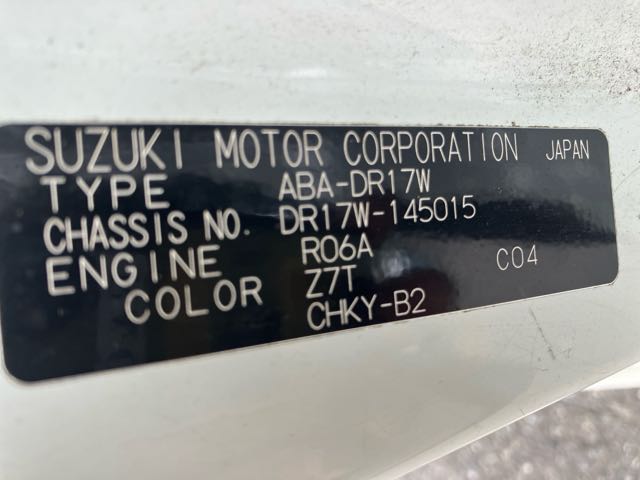 SUZUKI MOTOR CORPORATION JAPAN
TYPE ABA-DR17W
CHASSIS NO. DR17W-145015
ENGINE R06A C04
COLOR Z7T
CHKY-B2